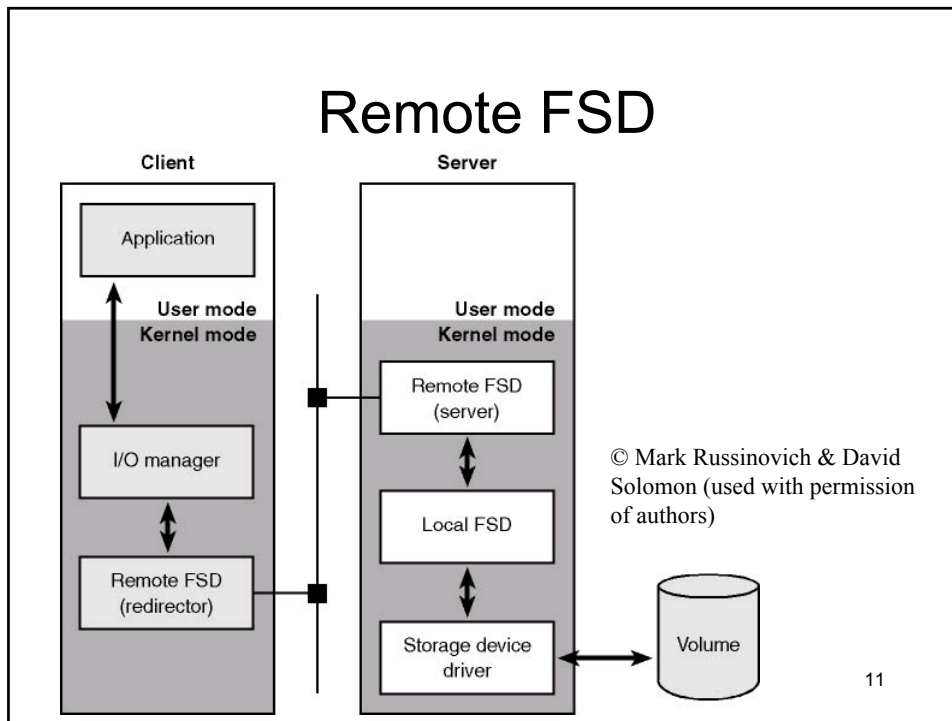 Remote FSD
Client
Application
User mode
Kernel mode
I/O manager
Remote FSD
(redirector)
Server
User mode
Kernel mode
Remote FSD
(server)
Local FSD
Storage device
driver
Volume
© Mark Russinovich & David
Solomon (used with permission
of authors)
11